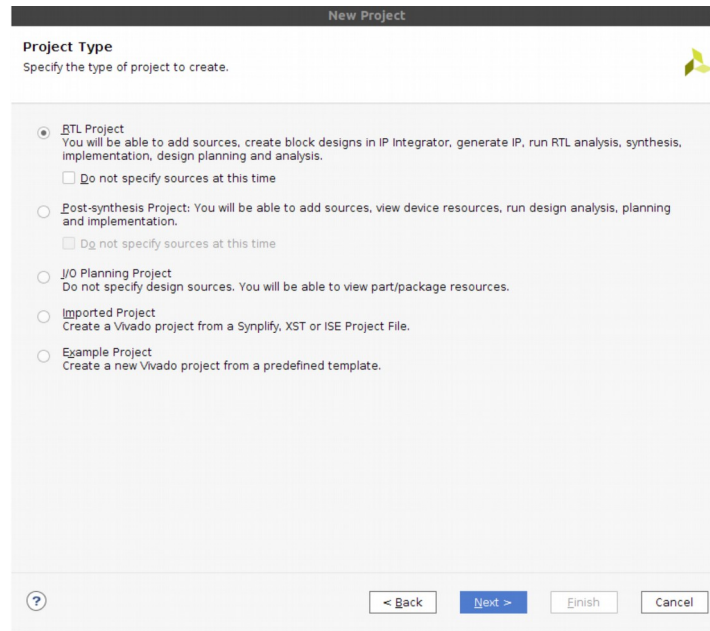 New Project
Project Type
Specify the type of project to create.
RTL Project
You will be able to add sources, create block designs in IP Integrator, generate IP, run RTL analysis, synthesis,
implementation, design planning and analysis.
Do not specify sources at this time
Post-synthesis Project: You will be able to add sources, view device resources, run design analysis, planning
and implementation.
Do not specify sources at this time
I/O Planning Project
Do not specify design sources. You will be able to view part/package resources.
Imported Project
Create a Vivado project from a Synplify, XST or ISE Project File.
Example Project
Create a new Vivado project from a predefined template.
? < Back Next > Finish Cancel